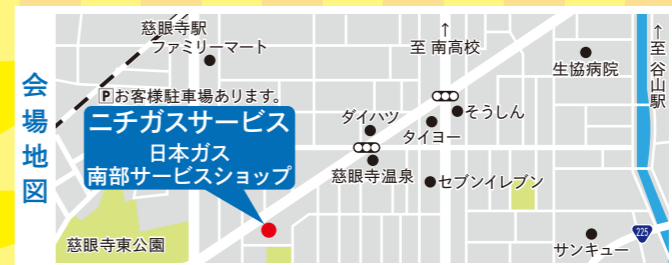 会場地図
慈眼寺駅
ファミリーマート
↑
至 南高校
↑
至 谷山駅
生協病院
Pお客様駐車場あります。
ニチガスサービス
日本ガス
南部サービスショップ
ダイハツ
そうしん
タイヨー
慈眼寺温泉
セブンイレブン
慈眼寺東公園
サンキュー
225